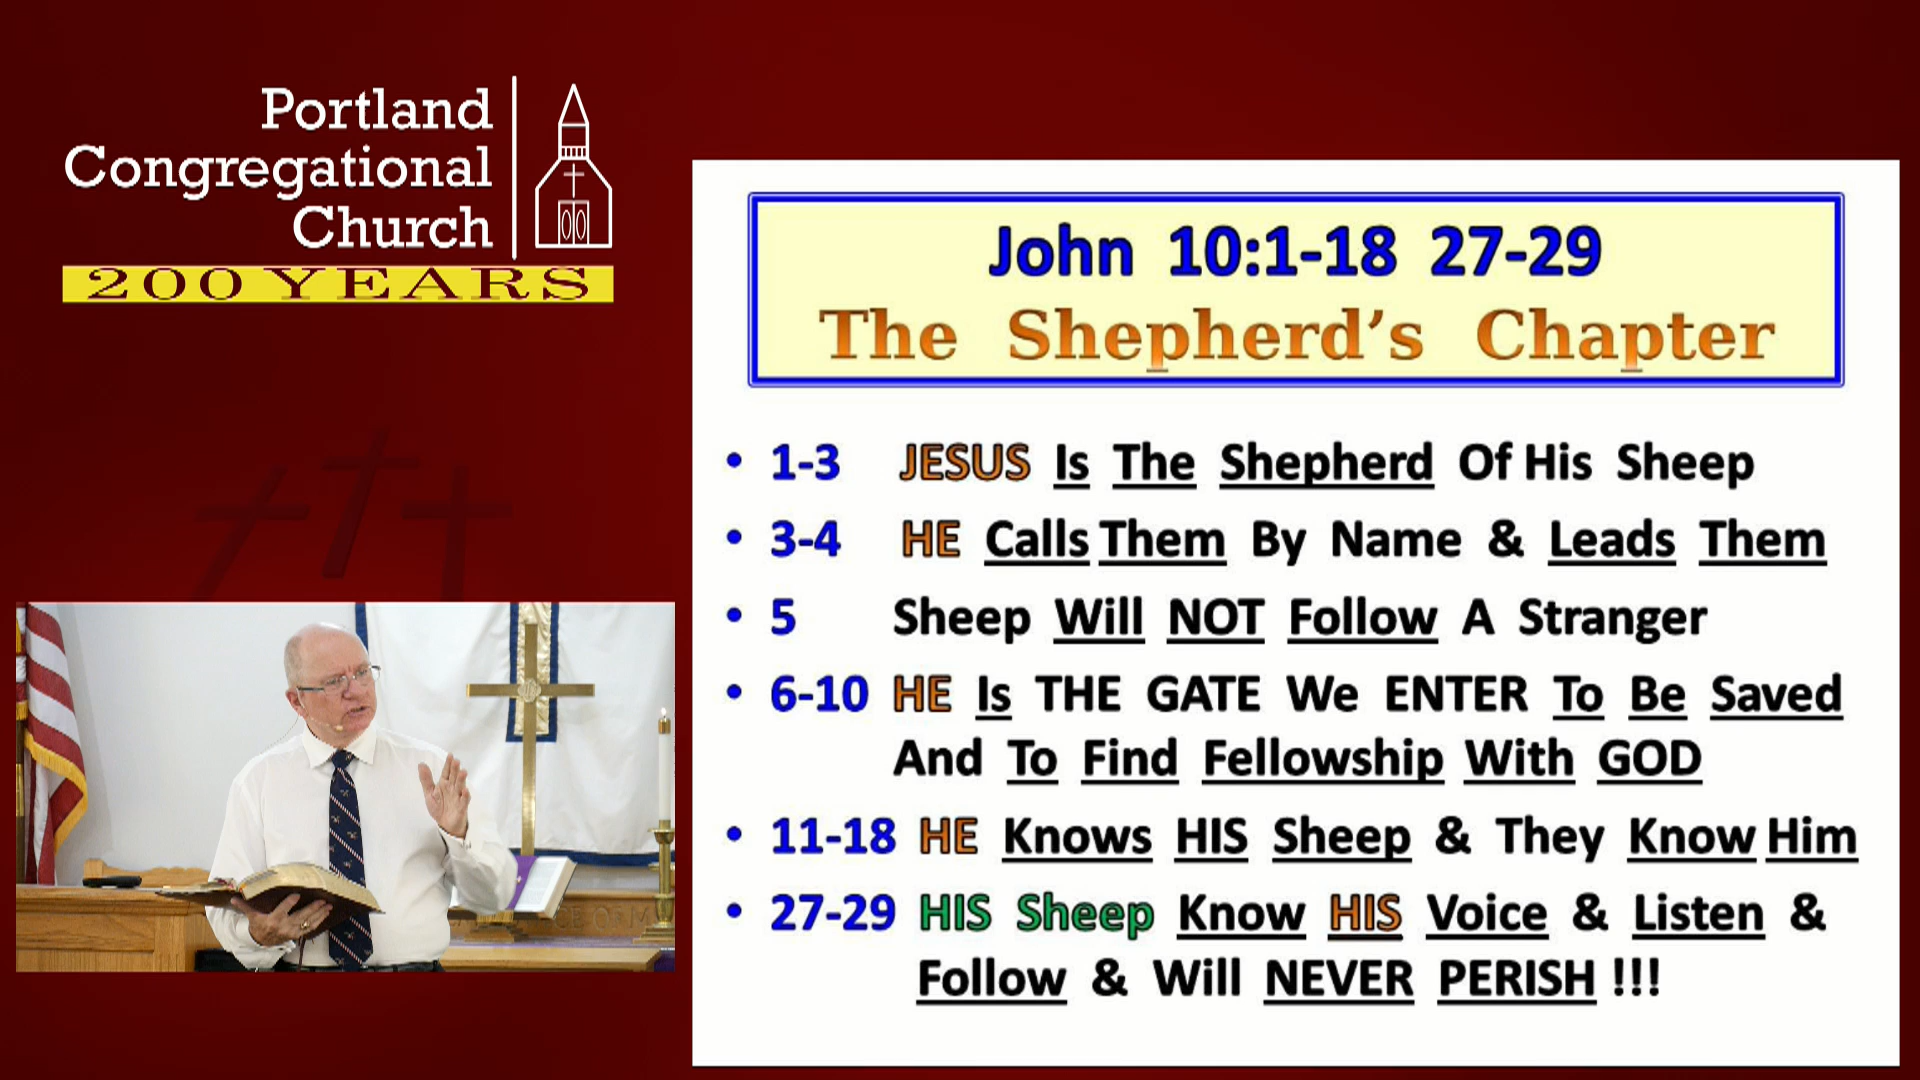 Portland
Congregational
Church
200 YEARS
John 10:1-18 27-29
The Shepherd’s Chapter
• 1-3 JESUS Is The Shepherd Of His Sheep
• 3-4 HE Calls Them By Name & Leads Them
• 5 Sheep Will NOT Follow A Stranger
• 6-10 HE Is THE GATE We ENTER To Be Saved
And To Find Fellowship With GOD
• 11-18 HE Knows HIS Sheep & They Know Him
• 27-29 HIS Sheep Know HIS Voice & Listen &
Follow & Will NEVER PERISH !!!